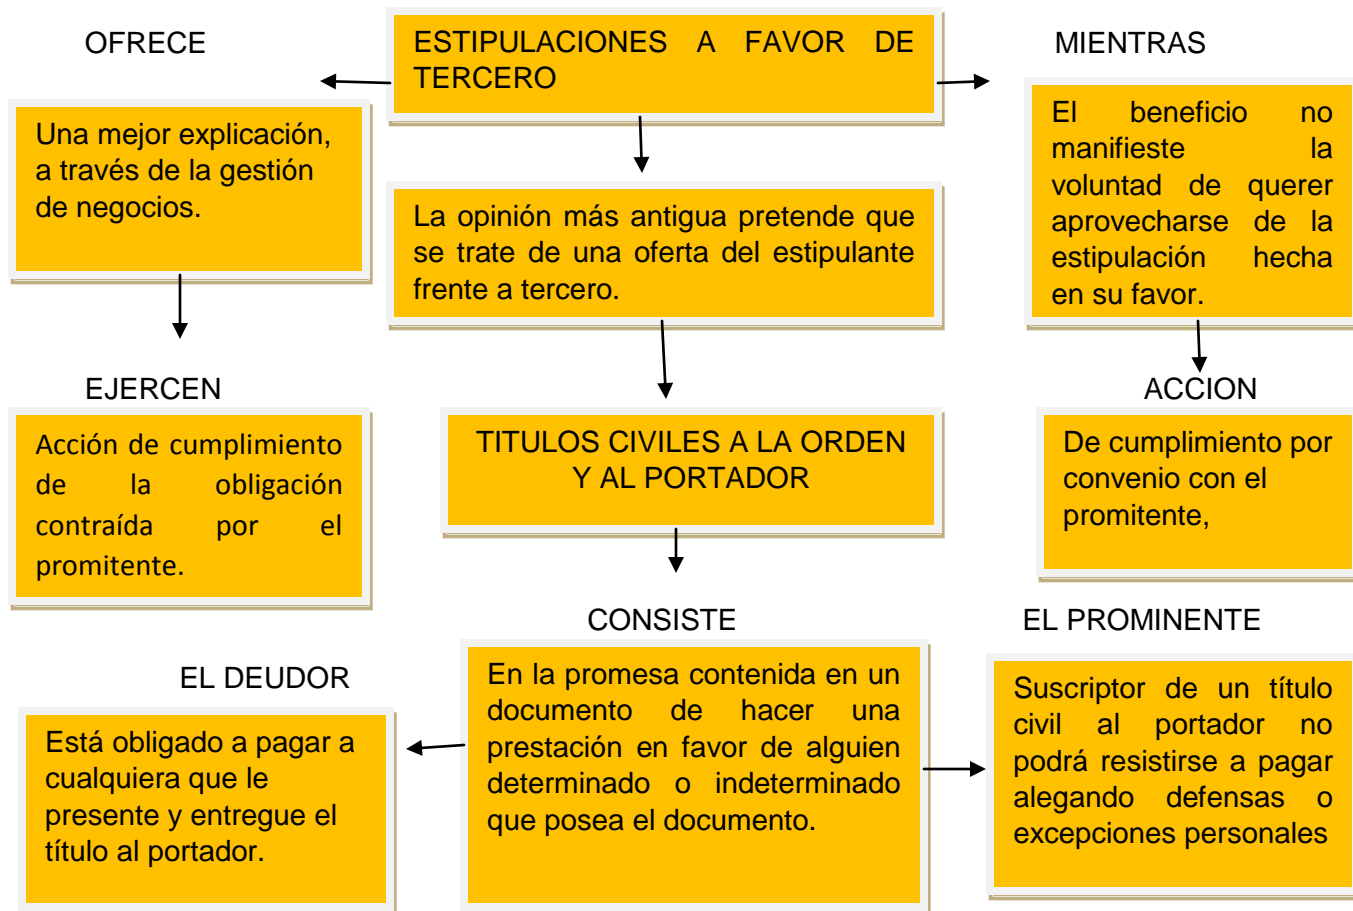 OFRECE
ESTIPULACIONES A FAVOR DE
TERCERO
MIENTRAS
Una mejor explicación,
a través de la gestión
de negocios.
La opinión más antigua pretende que
se trate de una oferta del estipulante
frente a tercero.
El beneficio no
manifieste la
voluntad de querer
aprovecharse de la
estipulación hecha
en su favor.
EJERCEN
Acción de cumplimiento
de la obligación
contraída por el
promitente.
TITULOS CIVILES A LA ORDEN
Y AL PORTADOR
ACCION
De cumplimiento por
convenio con el
promitente,
CONSISTE
En la promesa contenida en un
documento de hacer una
prestación en favor de alguien
determinado o indeterminado
que posea el documento.
EL DEUDOR
Está obligado a pagar a
cualquiera que le
presente y entregue el
título al portador.
EL PROMINENTE
Suscriptor de un título
civil al portador no
podrá resistirse a pagar
alegando defensas o
excepciones personales